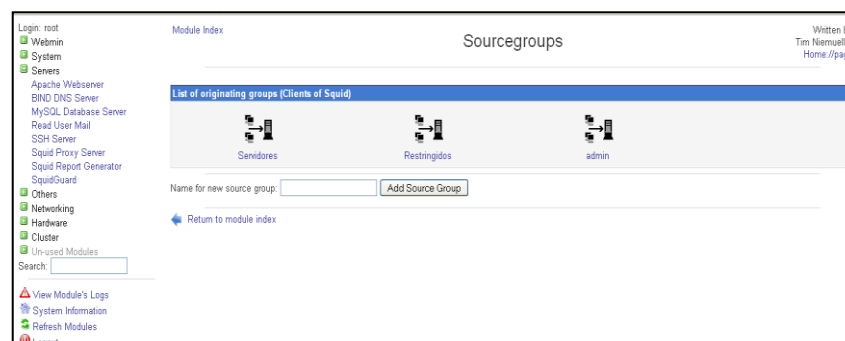 Login: root
Webmin
System
Servers
Apache Webserver
BIND DNS Server
MySQL Database Server
Read User Mail
SSH Server
Squid Proxy Server
Squid Report Generator
SquidGuard
Others
Networking
Hardware
Cluster
Un-used Modules
Search:
View Module's Logs
System Information
Refresh Modules
Module Index
Sourcegroups
Written
Tim Niemuell
Home://pag
List of originating groups (Clients of Squid)
Servidores Restringidos admin
Name for new source group: Add Source Group
Return to module index